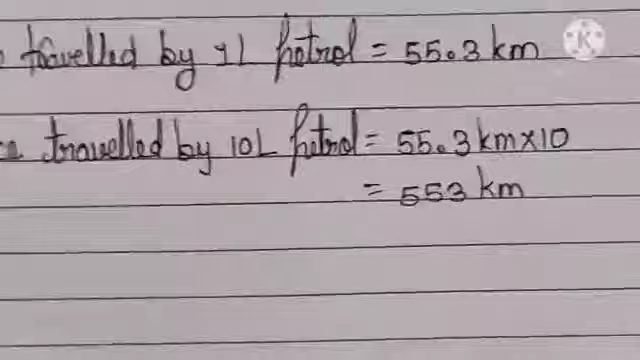 travelled by 1L petrol = 55.3 km
travelled by 10L petrol = 55.3 km×10
= 553 km